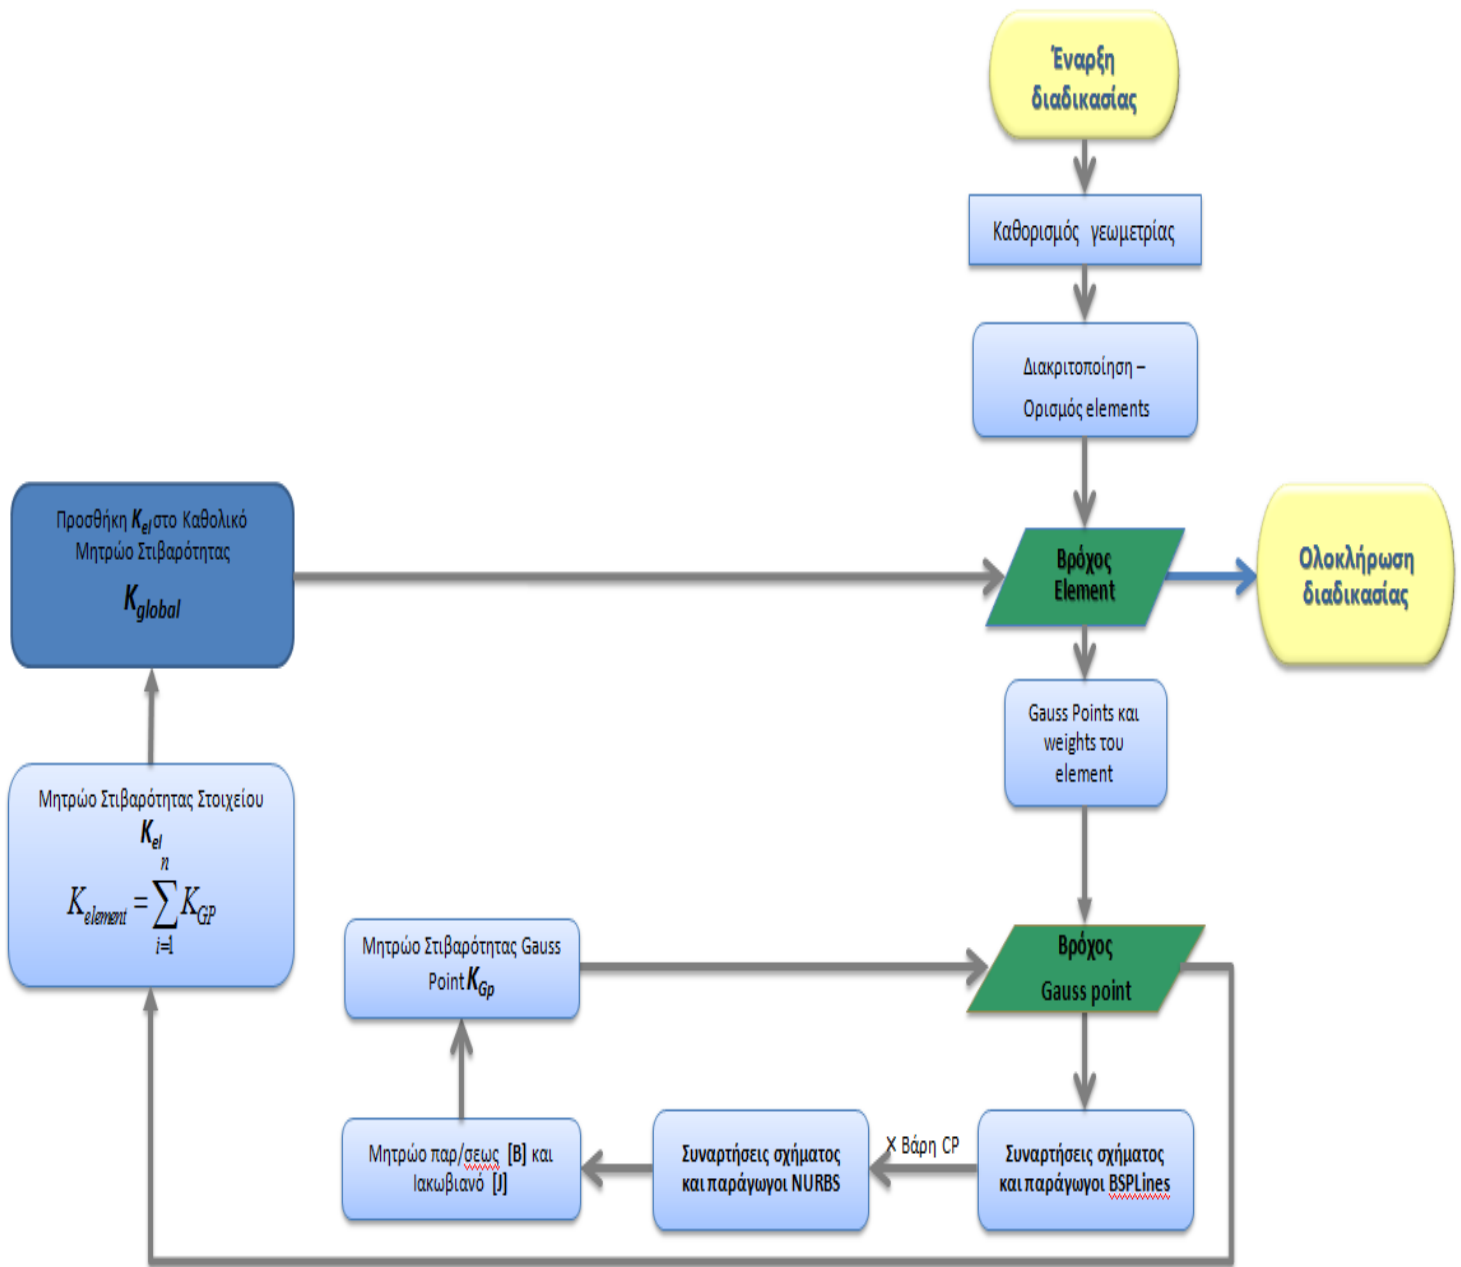 Έναρξη
διαδικασίας
Καθορισμός γεωμετρίας
Διακριτοποίηση –
Ορισμός elements
Προσθήκη Kel στο Καθολικό
Μητρώο Στιβαρότητας
Kglobal
Βρόχος
Element
Ολοκλήρωση
διαδικασίας
Gauss Points και
weights του
element
Μητρώο Στιβαρότητας Στοιχείου
Kel
n
Kelement = ∑ KGP
i=1
Μητρώο Στιβαρότητας Gauss
Point KGp
Βρόχος
Gauss point
Μητρώο παρ/σεως [B] και
Ιακωβιανό [J]
Συναρτήσεις σχήματος
και παράγωγοι NURBS
X Βάρη CP
Συναρτήσεις σχήματος
και παράγωγοι BSPLines